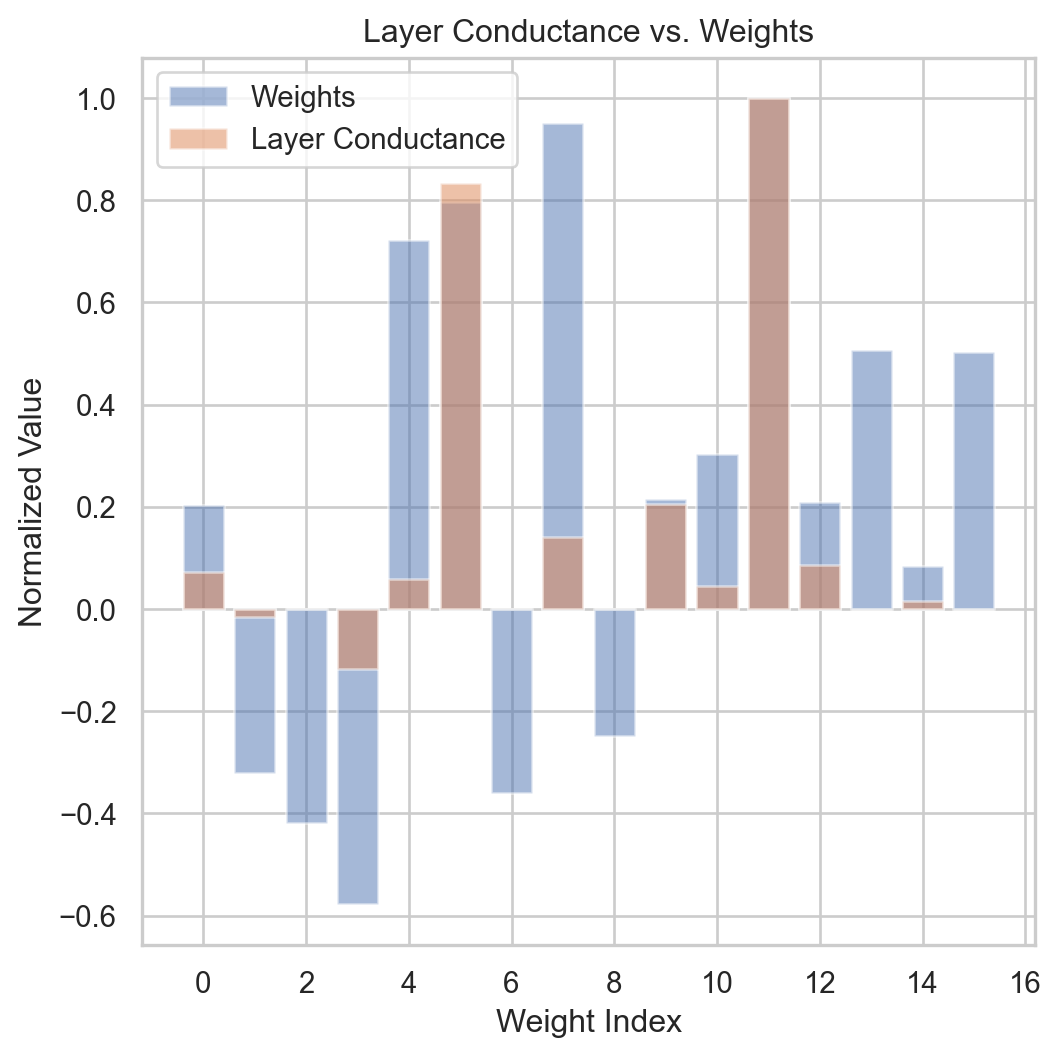 Layer Conductance vs. Weights
Weights
Layer Conductance
1.0
0.8
0.6
0.4
0.2
0.0
−0.2
−0.4
−0.6
Normalized Value
0 2 4 6 8 10 12 14 16
Weight Index